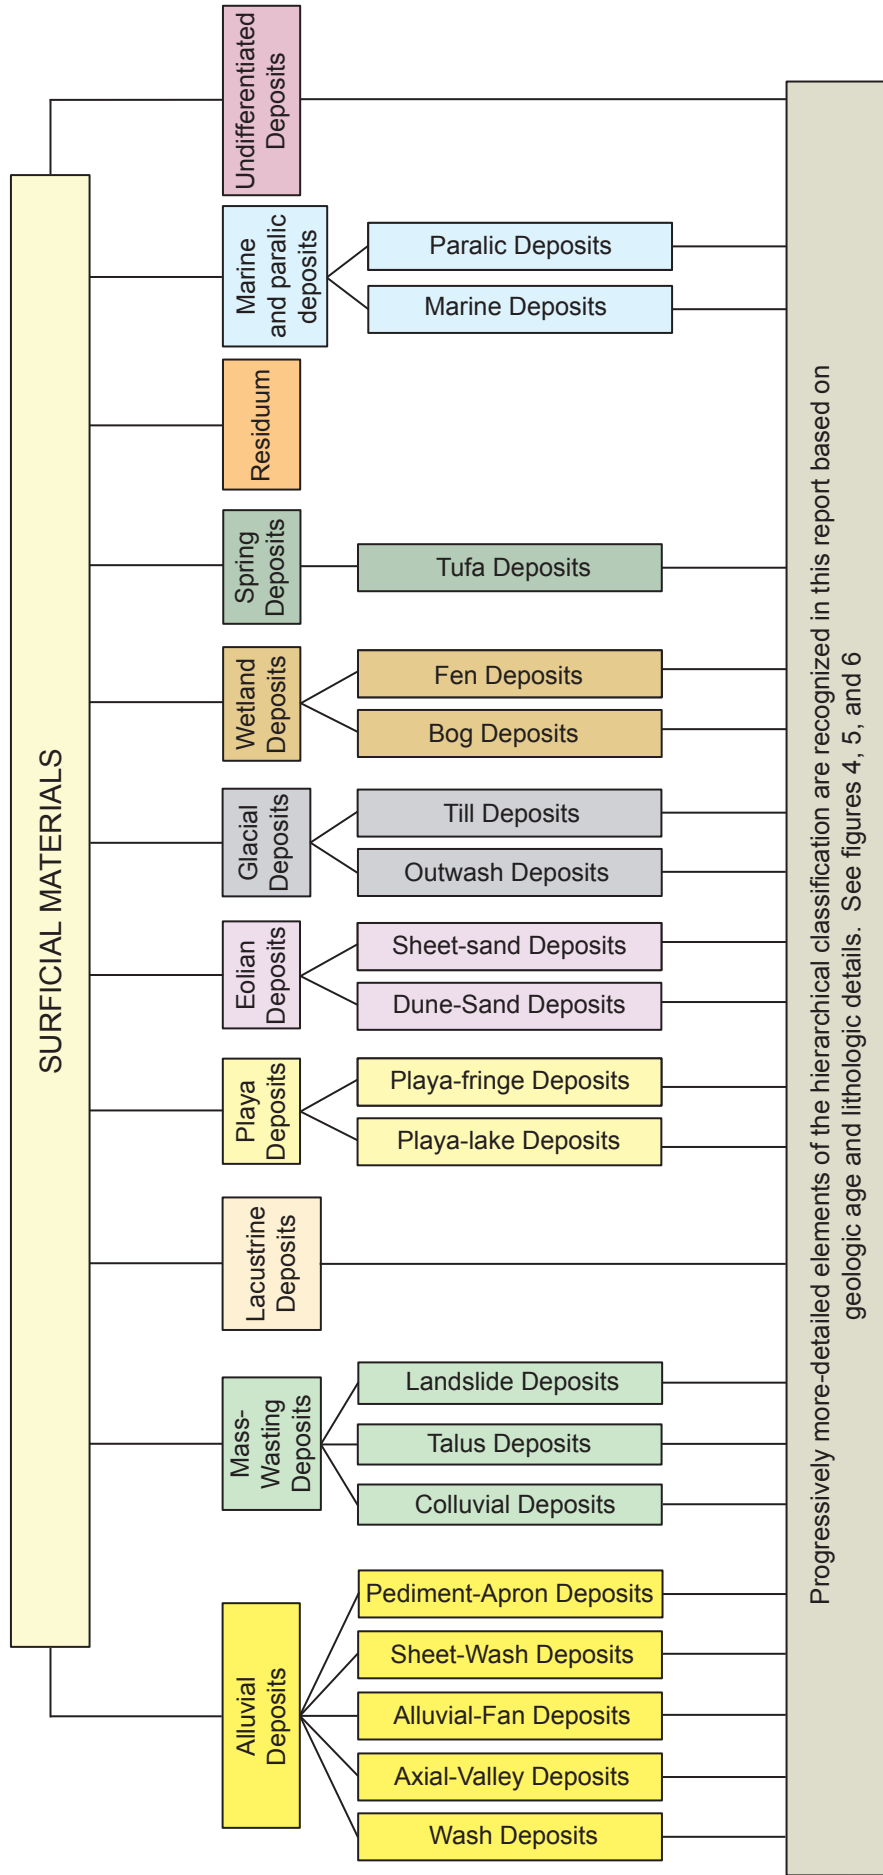 SURFICIAL MATERIALS
Undifferentiated
Deposits
Marine
and paralic
deposits
Paralic Deposits
Marine Deposits
Residuum
Spring
Deposits
Tufa Deposits
Wetland
Deposits
Fen Deposits
Bog Deposits
Glacial
Deposits
Till Deposits
Outwash Deposits
Eolian
Deposits
Sheet-sand Deposits
Dune-Sand Deposits
Playa
Deposits
Playa-fringe Deposits
Playa-lake Deposits
Lacustrine
Deposits
Mass-
Wasting
Deposits
Landslide Deposits
Talus Deposits
Colluvial Deposits
Alluvial
Deposits
Pediment-Apron Deposits
Sheet-Wash Deposits
Alluvial-Fan Deposits
Axial-Valley Deposits
Wash Deposits
Progressively more-detailed elements of the hierarchical classification are recognized in this report based on
geologic age and lithologic details. See figures 4, 5, and 6